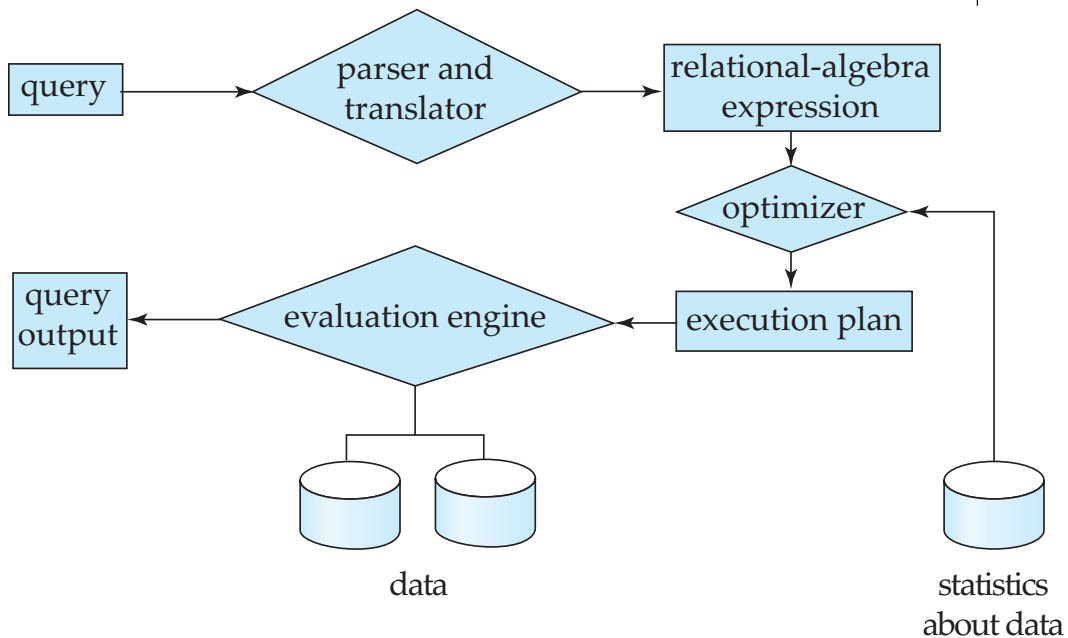 query
parser and
translator
relational-algebra
expression
optimizer
query
output
evaluation engine
execution plan
data
statistics
about data